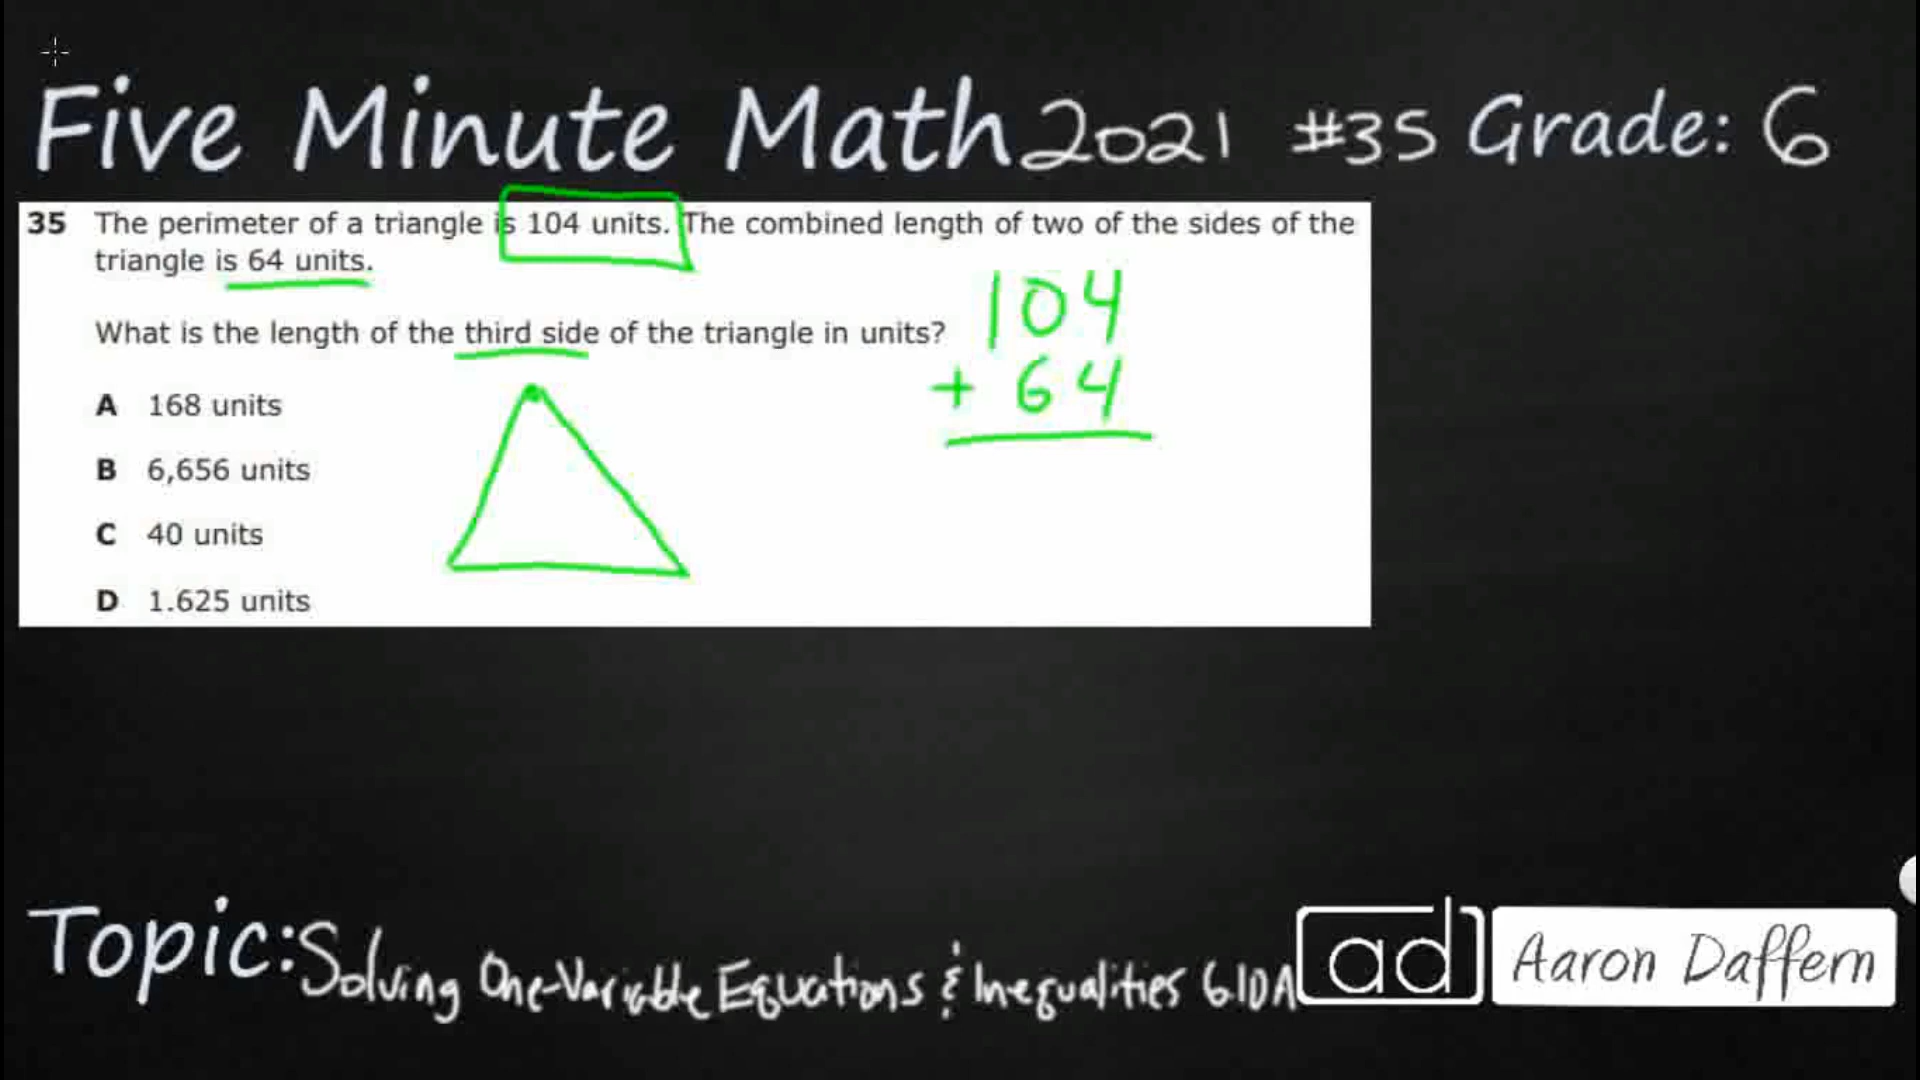 Five Minute Math 2021 #35 Grade: 6
35 The perimeter of a triangle is 104 units. The combined length of two of the sides of the
triangle is 64 units.
104
What is the length of the third side of the triangle in units?
+ 64
A 168 units
B 6,656 units
C 40 units
D 1.625 units
Topic: Solving One-Variable Equations & Inequalities 6.10A
ad Aaron Daffern